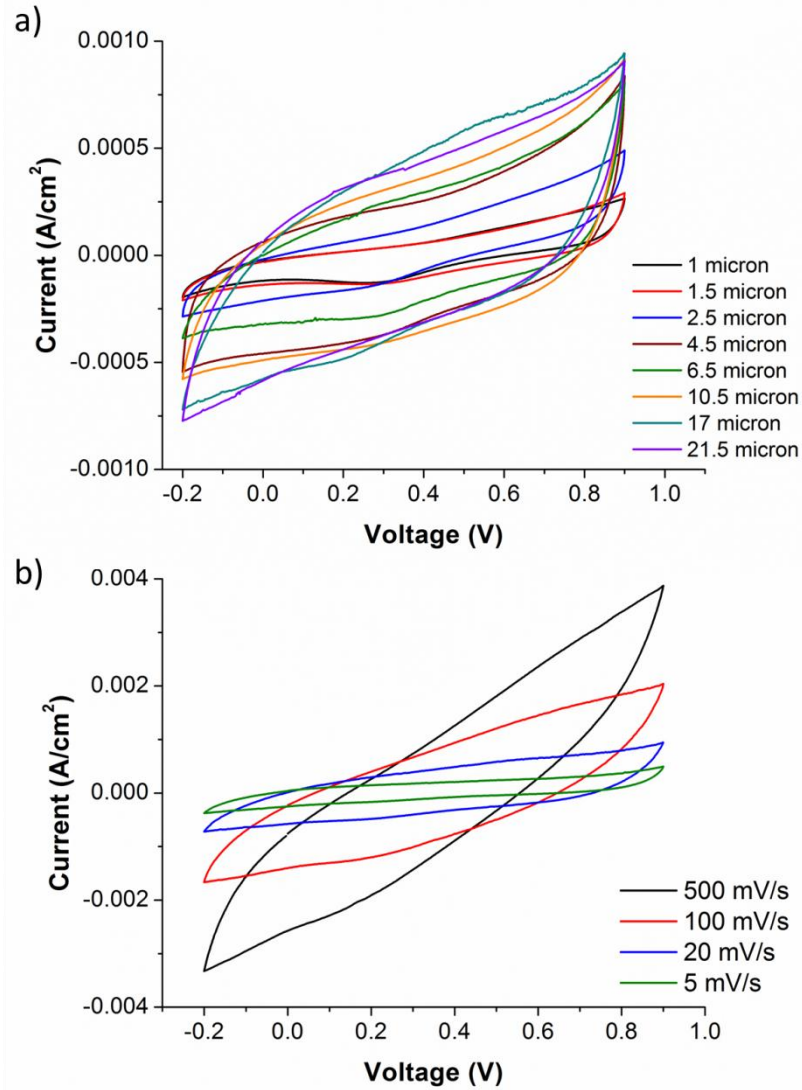 a)
0.0010
0.0005
0.0000
-0.0005
-0.0010
Current (A/cm²)
-0.2 0.0 0.2 0.4 0.6 0.8 1.0
Voltage (V)
1 micron
1.5 micron
2.5 micron
4.5 micron
6.5 micron
10.5 micron
17 micron
21.5 micron
b)
0.004
0.002
0.000
-0.002
-0.004
Current (A/cm²)
-0.2 0.0 0.2 0.4 0.6 0.8 1.0
Voltage (V)
500 mV/s
100 mV/s
20 mV/s
5 mV/s